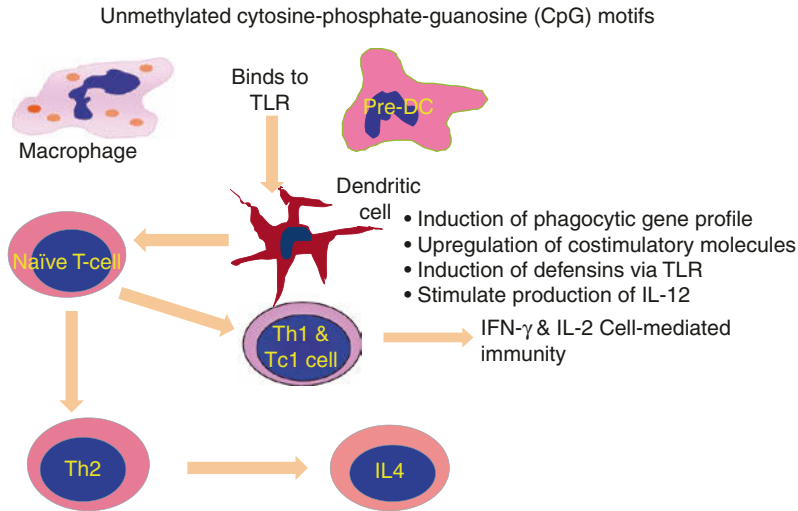 Unmethylated cytosine-phosphate-guanosine (CpG) motifs
Binds to
TLR
Pre-DC
Macrophage
Dendritic
cell
• Induction of phagocytic gene profile
• Upregulation of costimulatory molecules
• Induction of defensins via TLR
• Stimulate production of IL-12
Naïve T-cell
Th1 &
Tc1 cell
IFN-γ & IL-2 Cell-mediated
immunity
Th2
IL4